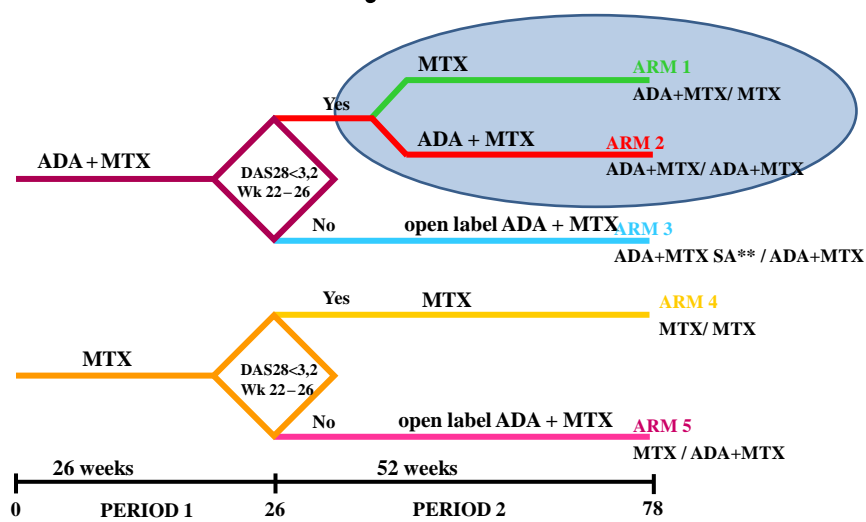 MTX
ARM 1
ADA+MTX/ MTX
Yes
ADA + MTX
ARM 2
ADA+MTX/ ADA+MTX
ADA + MTX
DAS28<3,2
Wk 22–26
No
open label ADA + MTX
ARM 3
ADA+MTX SA** / ADA+MTX
Yes
MTX
ARM 4
MTX/ MTX
MTX
DAS28<3,2
Wk 22–26
No
open label ADA + MTX
ARM 5
MTX / ADA+MTX
26 weeks
52 weeks
0
PERIOD 1
26
PERIOD 2
78